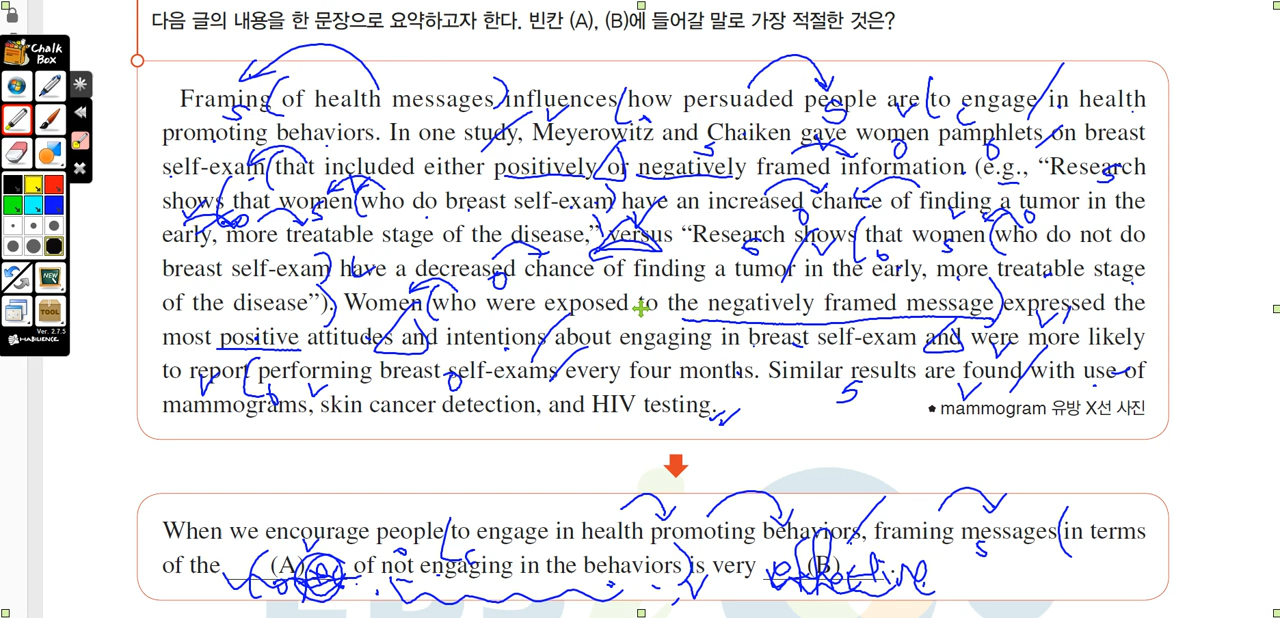 다음 글의 내용을 한 문장으로 요약하고자 한다. 빈칸 (A), (B)에 들어갈 말로 가장 적절한 것은?
Chalk
Box
Framing of health messages influences how persuaded people are to engage in health
promoting behaviors. In one study, Meyerowitz and Chaiken gave women pamphlets on breast
self-exam that included either positively or negatively framed information. (e.g., “Research
shows that women who do breast self-exam have an increased chance of finding a tumor in the
early, more treatable stage of the disease,” versus “Research shows that women who do not do
breast self-exam have a decreased chance of finding a tumor in the early, more treatable stage
of the disease”). Women who were exposed to the negatively framed message expressed the
most positive attitudes and intentions about engaging in breast self-exam and were more likely
to report performing breast self-exams every four months. Similar results are found with use of
mammograms, skin cancer detection, and HIV testing.
* mammogram 유방 X선 사진
NEW
TOOL
Ver. 2.7.5
HABILIENCE
When we encourage people to engage in health promoting behaviors, framing messages in terms
of the (A) of not engaging in the behaviors is very (B) .
effective